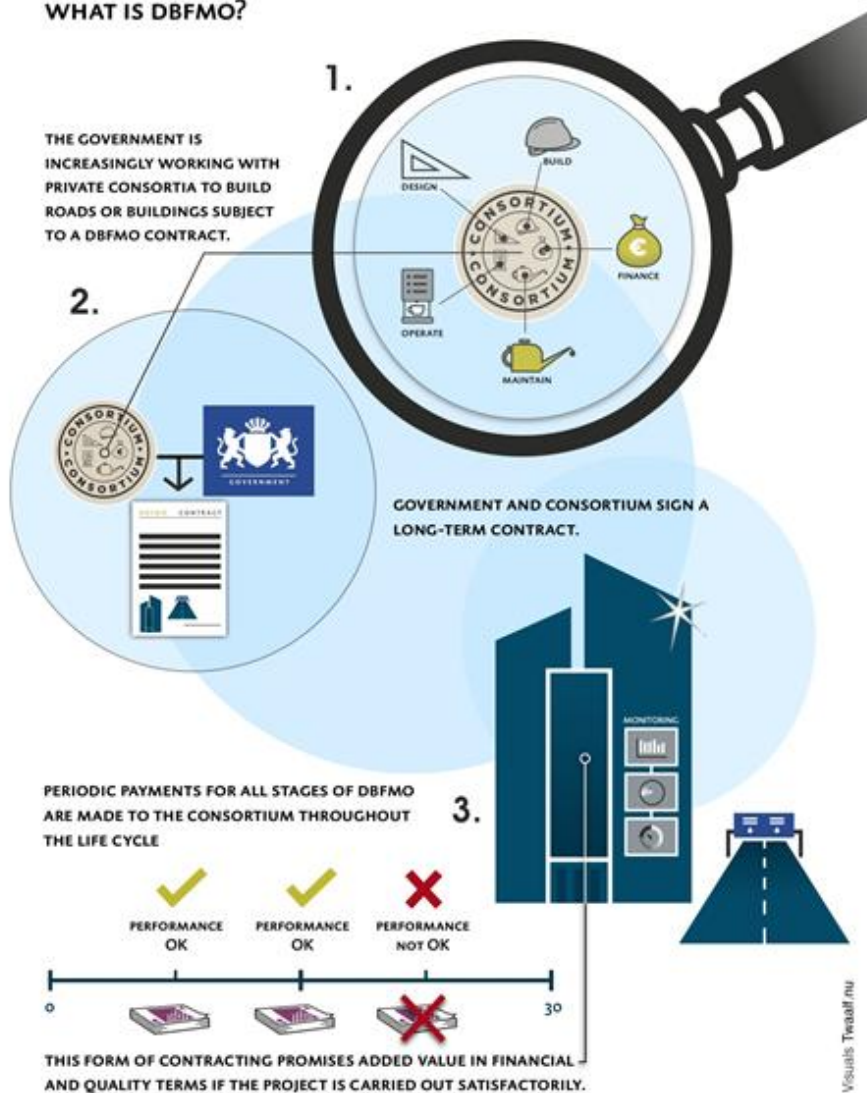 WHAT IS DBFMO?
1.
THE GOVERNMENT IS
INCREASINGLY WORKING WITH
PRIVATE CONSORTIA TO BUILD
ROADS OR BUILDINGS SUBJECT
TO A DBFMO CONTRACT.
DESIGN
BUILD
CONSORTIUM
CONSORTIUM
€
FINANCE
OPERATE
MAINTAIN
2.
CONSORTIUM
CONSORTIUM
GOVERNMENT
CONTRACT
GOVERNMENT AND CONSORTIUM SIGN A
LONG-TERM CONTRACT.
MONITORING
PERIODIC PAYMENTS FOR ALL STAGES OF DBFMO
ARE MADE TO THE CONSORTIUM THROUGHOUT
THE LIFE CYCLE
3.
PERFORMANCE
OK
PERFORMANCE
OK
PERFORMANCE
NOT OK
0
30
THIS FORM OF CONTRACTING PROMISES ADDED VALUE IN FINANCIAL
AND QUALITY TERMS IF THE PROJECT IS CARRIED OUT SATISFACTORILY.
Visuals Twaalf.nu